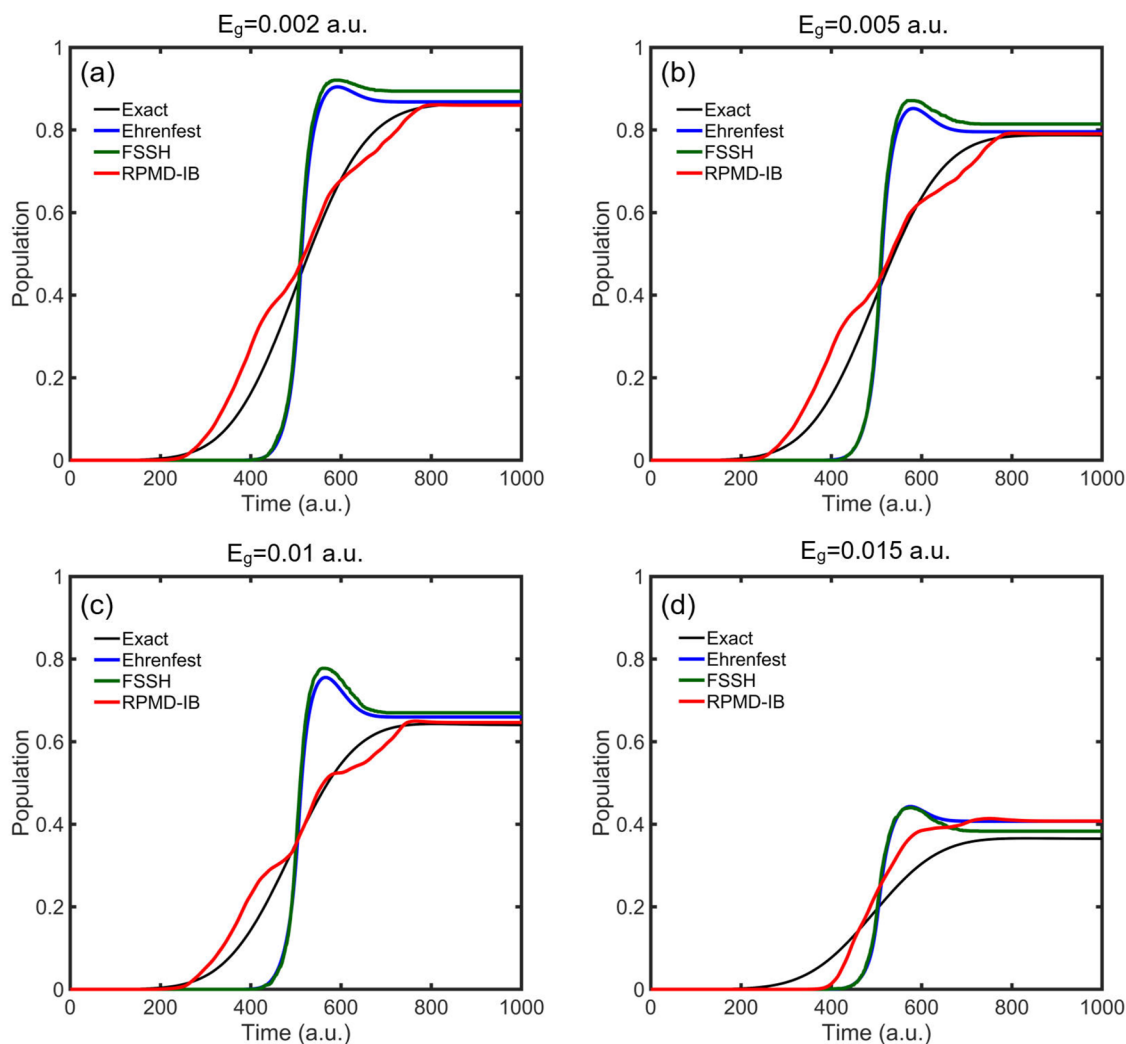 E_g=0.002 a.u.
(a)
Exact
Ehrenfest
FSSH
RPMD-IB
Population
1
0.8
0.6
0.4
0.2
0
0 200 400 600 800 1000
Time (a.u.)
E_g=0.005 a.u.
(b)
Exact
Ehrenfest
FSSH
RPMD-IB
Population
1
0.8
0.6
0.4
0.2
0
0 200 400 600 800 1000
Time (a.u.)
E_g=0.01 a.u.
(c)
Exact
Ehrenfest
FSSH
RPMD-IB
Population
1
0.8
0.6
0.4
0.2
0
0 200 400 600 800 1000
Time (a.u.)
E_g=0.015 a.u.
(d)
Exact
Ehrenfest
FSSH
RPMD-IB
Population
1
0.8
0.6
0.4
0.2
0
0 200 400 600 800 1000
Time (a.u.)